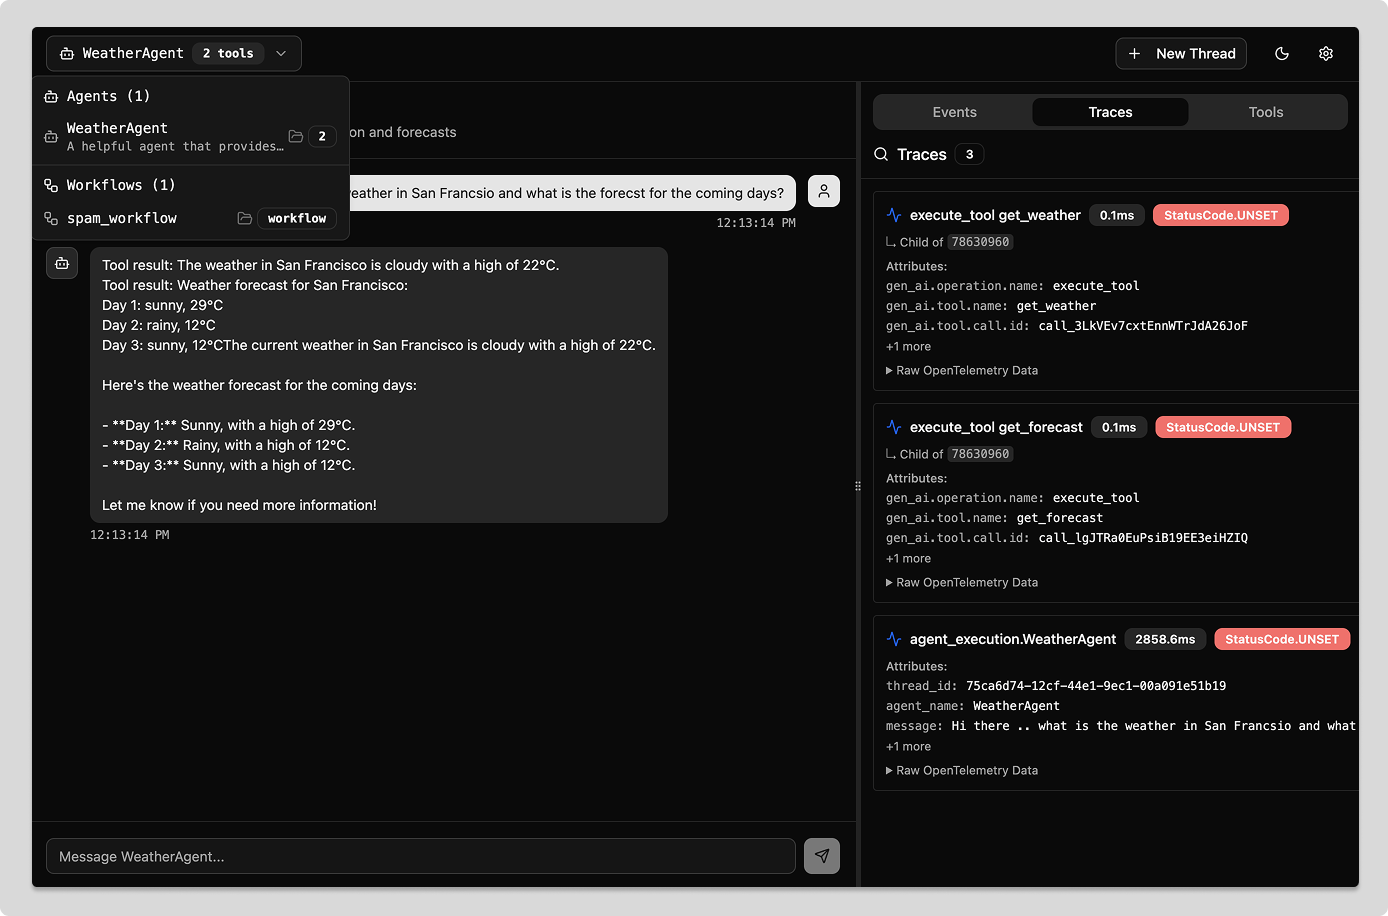 WeatherAgent 2 tools
New Thread
Agents (1)
WeatherAgent
A helpful agent that provides… 2
Workflows (1)
spam_workflow workflow
on and forecasts
eather in San Francsio and what is the forecst for the coming days?
12:13:14 PM
Tool result: The weather in San Francisco is cloudy with a high of 22°C.
Tool result: Weather forecast for San Francisco:
Day 1: sunny, 29°C
Day 2: rainy, 12°C
Day 3: sunny, 12°CThe current weather in San Francisco is cloudy with a high of 22°C.
Here's the weather forecast for the coming days:
- **Day 1:** Sunny, with a high of 29°C.
- **Day 2:** Rainy, with a high of 12°C.
- **Day 3:** Sunny, with a high of 12°C.
Let me know if you need more information!
12:13:14 PM
Message WeatherAgent...
Events Traces Tools
Traces 3
execute_tool get_weather 0.1ms StatusCode.UNSET
Child of 78630960
Attributes:
gen_ai.operation.name: execute_tool
gen_ai.tool.name: get_weather
gen_ai.tool.call.id: call_3LkVEv7cxtEnnWTrJdA26JoF
+1 more
Raw OpenTelemetry Data
execute_tool get_forecast 0.1ms StatusCode.UNSET
Child of 78630960
Attributes:
gen_ai.operation.name: execute_tool
gen_ai.tool.name: get_forecast
gen_ai.tool.call.id: call_lgJTRa0EuPsiB19EE3eiHZIQ
+1 more
Raw OpenTelemetry Data
agent_execution.WeatherAgent 2858.6ms StatusCode.UNSET
Attributes:
thread_id: 75ca6d74-12cf-44e1-9ec1-00a091e51b19
agent_name: WeatherAgent
message: Hi there .. what is the weather in San Francsio and what
+1 more
Raw OpenTelemetry Data